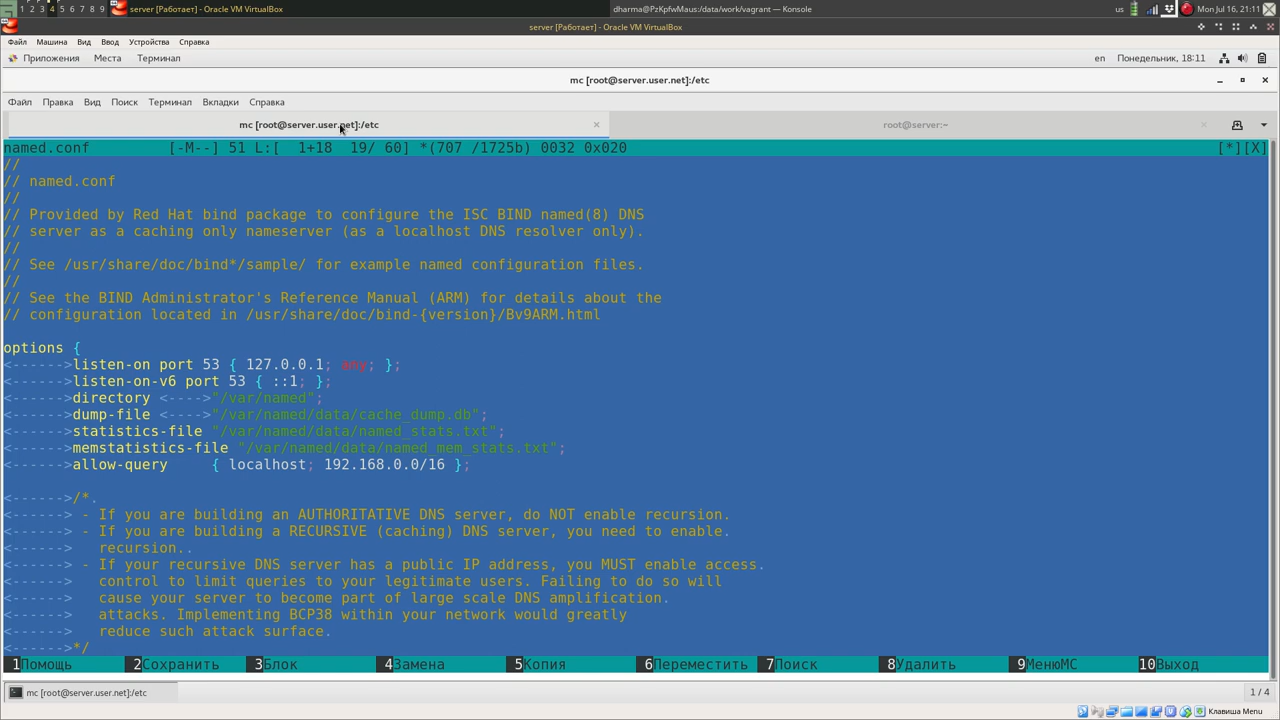 1 2 3 4 5 6 7 8 9 server [Работает] - Oracle VM VirtualBox dharma@PzKpfwMaus:/data/work/vagrant — Konsole us Mon Jul 16, 21:11
server [Работает] - Oracle VM VirtualBox
Файл Машина Вид Ввод Устройства Справка
Приложения Места Терминал en Понедельник, 18:11
mc [root@server.user.net]:/etc
Файл Правка Вид Поиск Терминал Вкладки Справка
mc [root@server.user.net]:/etc × root@server:~ ×
named.conf [-M--] 51 L:[ 1+18 19/ 60] *(707 /1725b) 0032 0x020 [*][X]
//
// named.conf
//
// Provided by Red Hat bind package to configure the ISC BIND named(8) DNS
// server as a caching only nameserver (as a localhost DNS resolver only).
//
// See /usr/share/doc/bind*/sample/ for example named configuration files.
//
// See the BIND Administrator's Reference Manual (ARM) for details about the
// configuration located in /usr/share/doc/bind-{version}/Bv9ARM.html
options {
<------>listen-on port 53 { 127.0.0.1; any; };
<------>listen-on-v6 port 53 { ::1; };
<------>directory <---->"/var/named";
<------>dump-file <---->"/var/named/data/cache_dump.db";
<------>statistics-file "/var/named/data/named_stats.txt";
<------>memstatistics-file "/var/named/data/named_mem_stats.txt";
<------>allow-query     { localhost; 192.168.0.0/16 };
<------>/*.
<------> - If you are building an AUTHORITATIVE DNS server, do NOT enable recursion.
<------> - If you are building a RECURSIVE (caching) DNS server, you need to enable.
<------>   recursion..
<------> - If your recursive DNS server has a public IP address, you MUST enable access.
<------>   control to limit queries to your legitimate users. Failing to do so will
<------>   cause your server to become part of large scale DNS amplification.
<------>   attacks. Implementing BCP38 within your network would greatly
<------>   reduce such attack surface.
<------>*/
1Помощь 2Сохранить 3Блок 4Замена 5Копия 6Переместить 7Поиск 8Удалить 9МенюMC 10Выход
mc [root@server.user.net]:/etc 1 / 4
Клавиша Menu